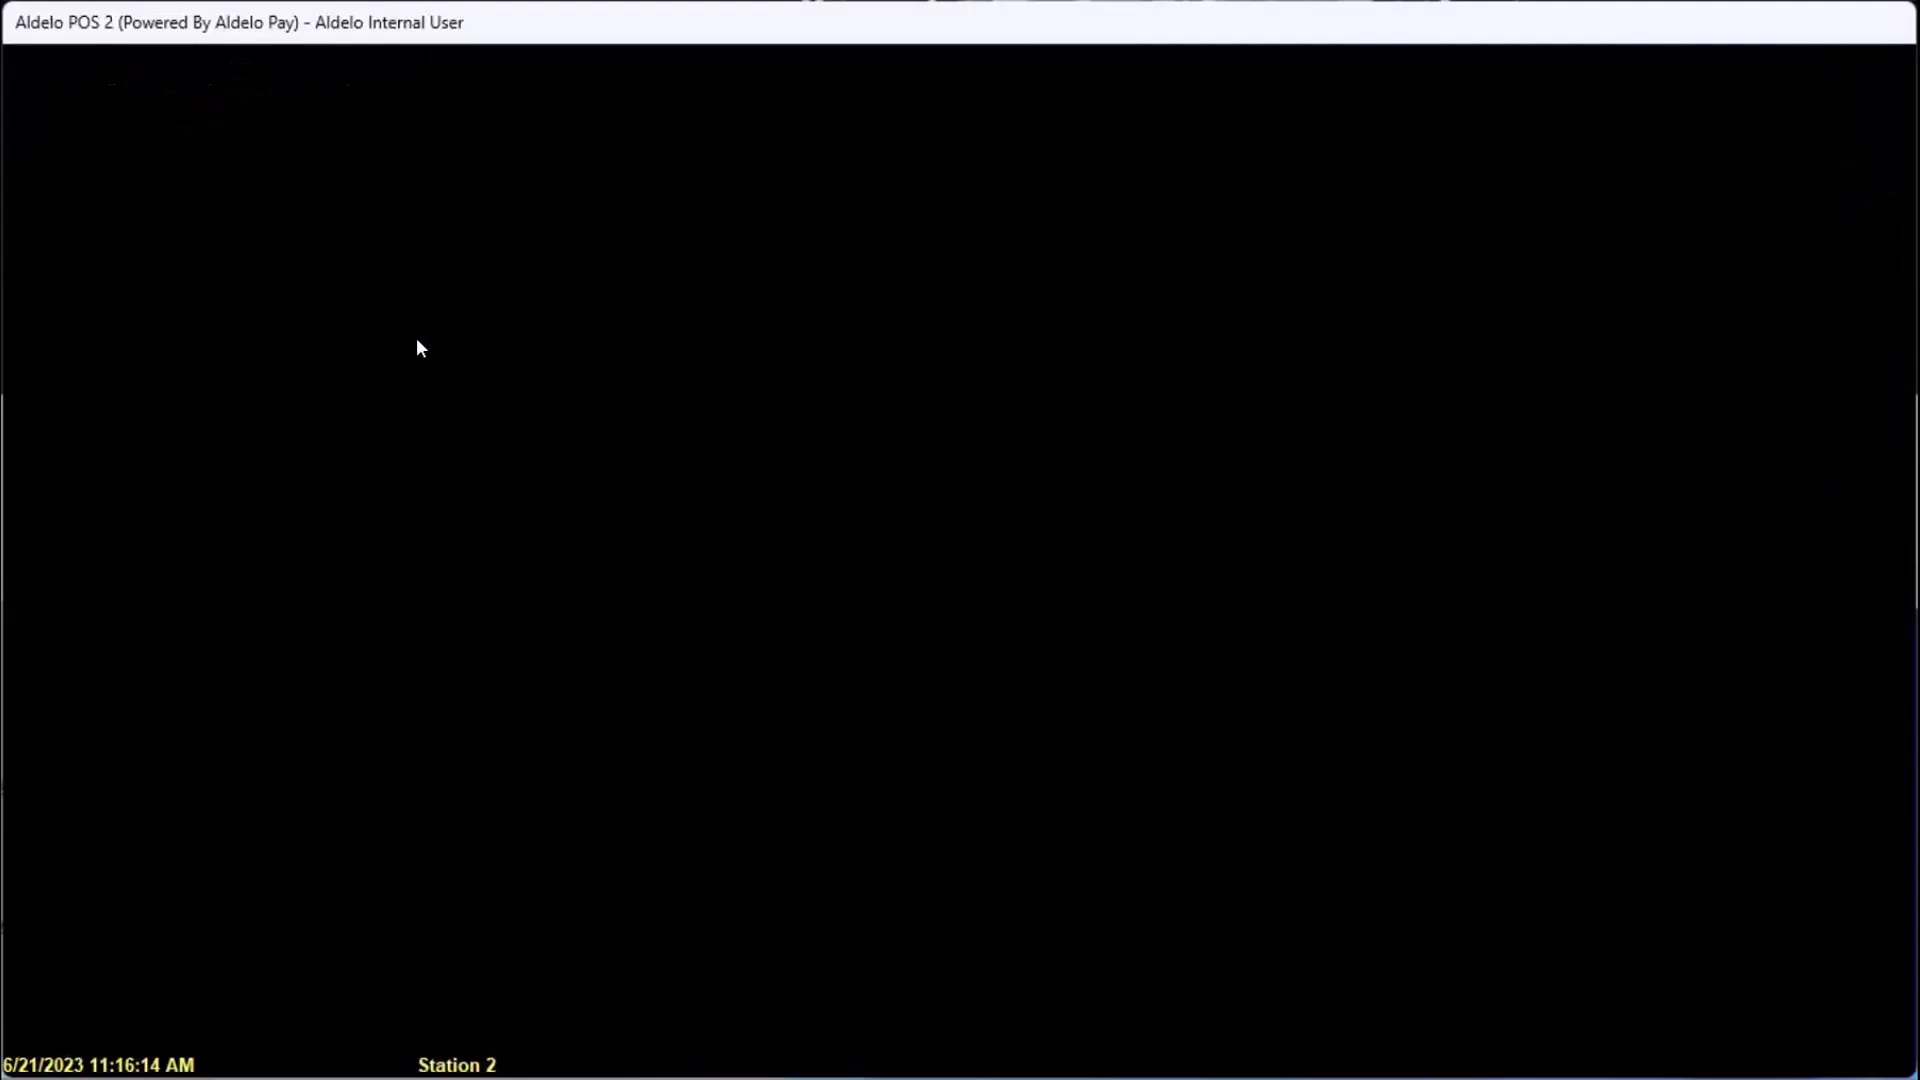 Aldelo POS 2 (Powered By Aldelo Pay) - Aldelo Internal User
6/21/2023 11:16:14 AM
Station 2